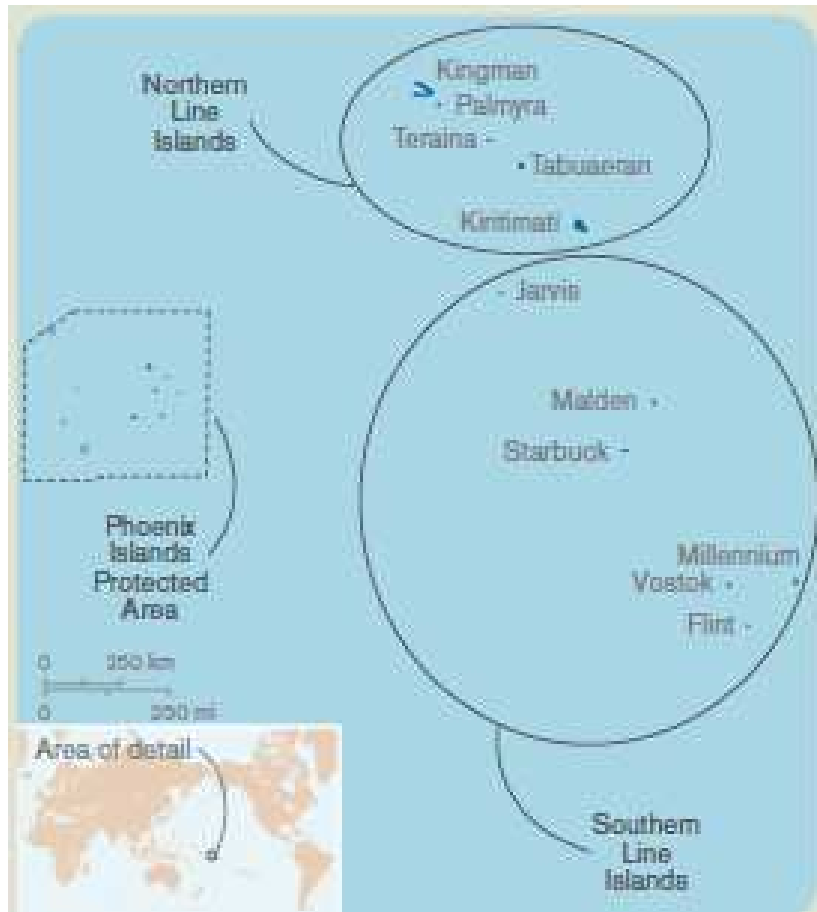 Northern
Line
Islands
Kingman
Palmyra
Teraina
Tabuaeran
Kiritimati
Jarvis
Malden
Starbuck
Millennium
Vostok
Flint
Phoenix
Islands
Protected
Area
0 250 km
0 250 mi
Area of detail
Southern
Line
Islands